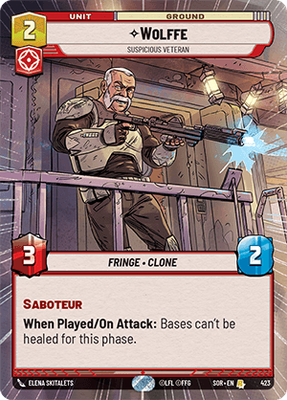 UNIT GROUND
2
✧WOLFFE
SUSPICIOUS VETERAN
3
FRINGE • CLONE
2
SABOTEUR
When Played/On Attack: Bases can't be
healed for this phase.
ELENA SKITALETS ©LFL ©FFG SOR • EN R 423